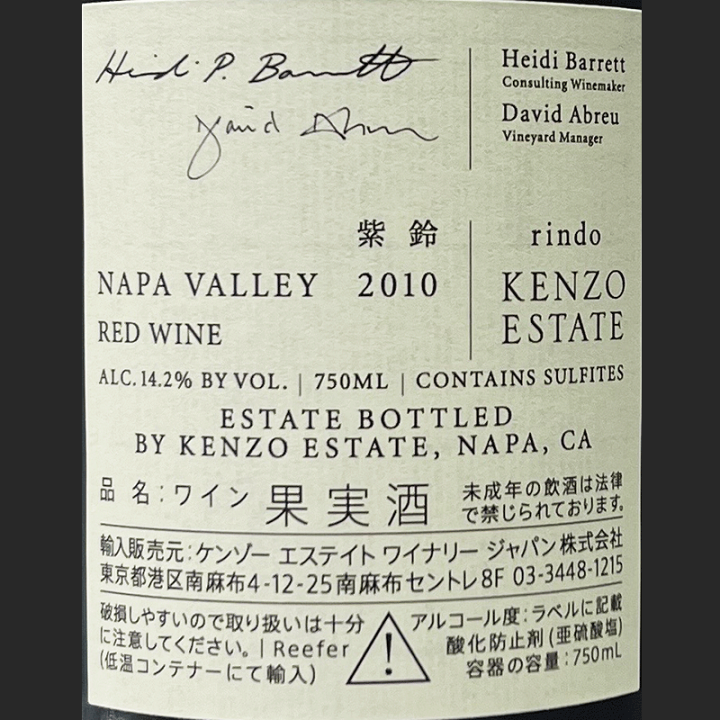 Heidi P. Barrett
Heidi Barrett
Consulting Winemaker
David Abreu
David Abreu
Vineyard Manager
紫鈴
rindo
NAPA VALLEY 2010
KENZO
RED WINE
ESTATE
ALC. 14.2% BY VOL. | 750ML | CONTAINS SULFITES
ESTATE BOTTLED
BY KENZO ESTATE, NAPA, CA
品名:ワイン 果実酒
未成年の飲酒は法律
で禁じられております。
輸入販売元:ケンゾー エステイト ワイナリー ジャパン株式会社
東京都港区南麻布4-12-25南麻布セントレ8F 03-3448-1215
破損しやすいので取り扱いは十分
に注意してください。| Reefer
(低温コンテナーにて輸入)
!
アルコール度:ラベルに記載
酸化防止剤(亜硫酸塩)
容器の容量:750mL